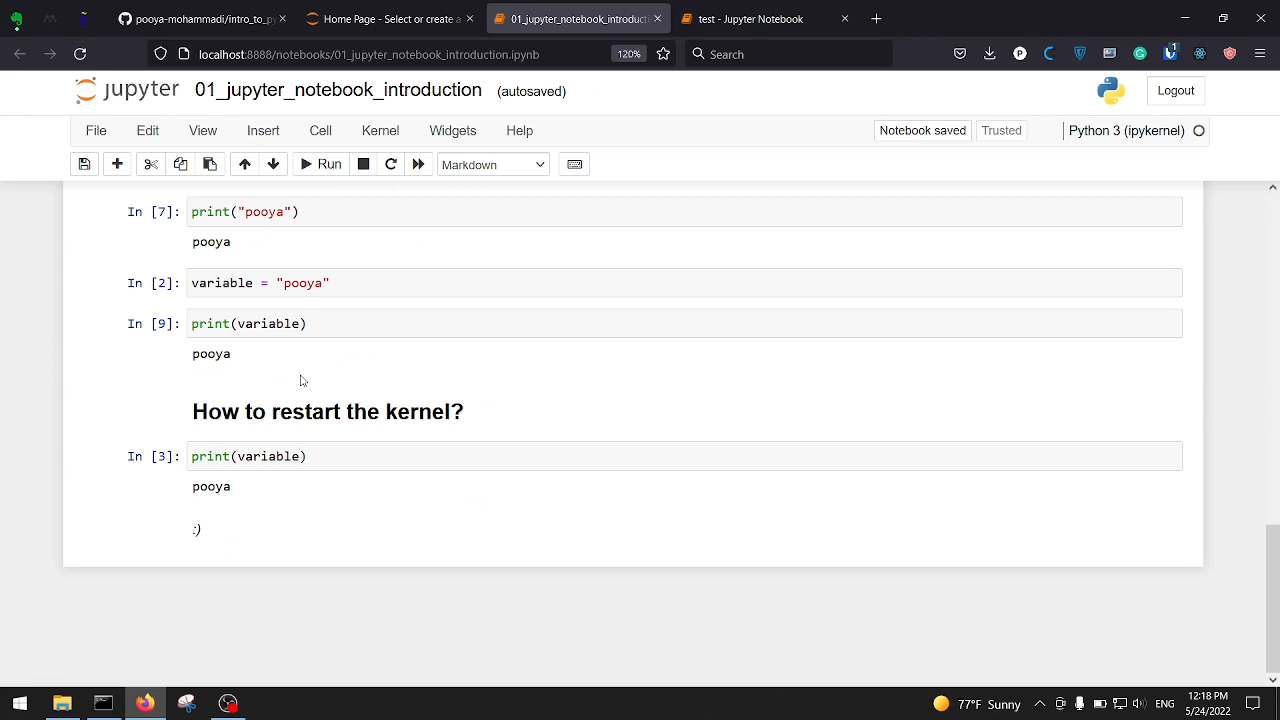 pooya-mohammadi/intro_to_py
Home Page - Select or create a
01_jupyter_notebook_introducti
test - Jupyter Notebook
localhost:8888/notebooks/01_jupyter_notebook_introduction.ipynb
120%
Search
jupyter 01_jupyter_notebook_introduction (autosaved)
Logout
File Edit View Insert Cell Kernel Widgets Help
Notebook saved
Trusted
Python 3 (ipykernel)
Run
Markdown
In [7]: print("pooya")
pooya
In [2]: variable = "pooya"
In [9]: print(variable)
pooya
How to restart the kernel?
In [3]: print(variable)
pooya
:)
77°F Sunny
ENG
12:18 PM
5/24/2022